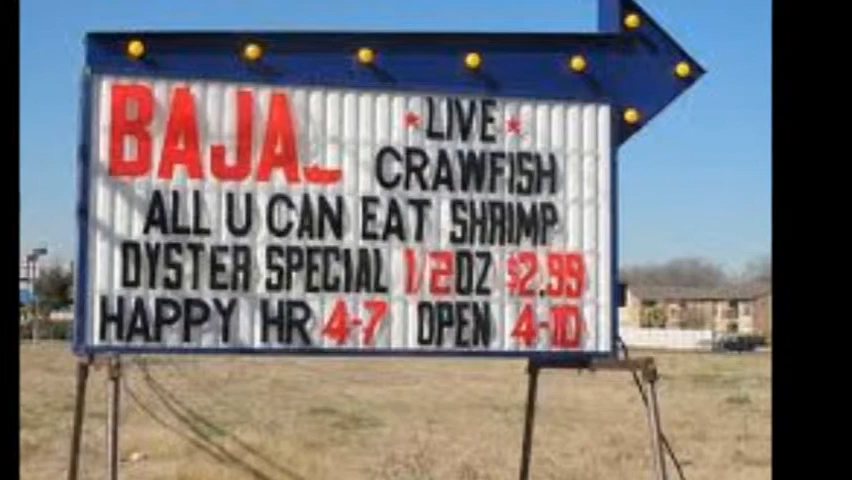 BAJA
LIVE
CRAWFISH
ALL U CAN EAT SHRIMP
OYSTER SPECIAL 1/2 DZ $2.99
HAPPY HR 4-7 OPEN 4-10